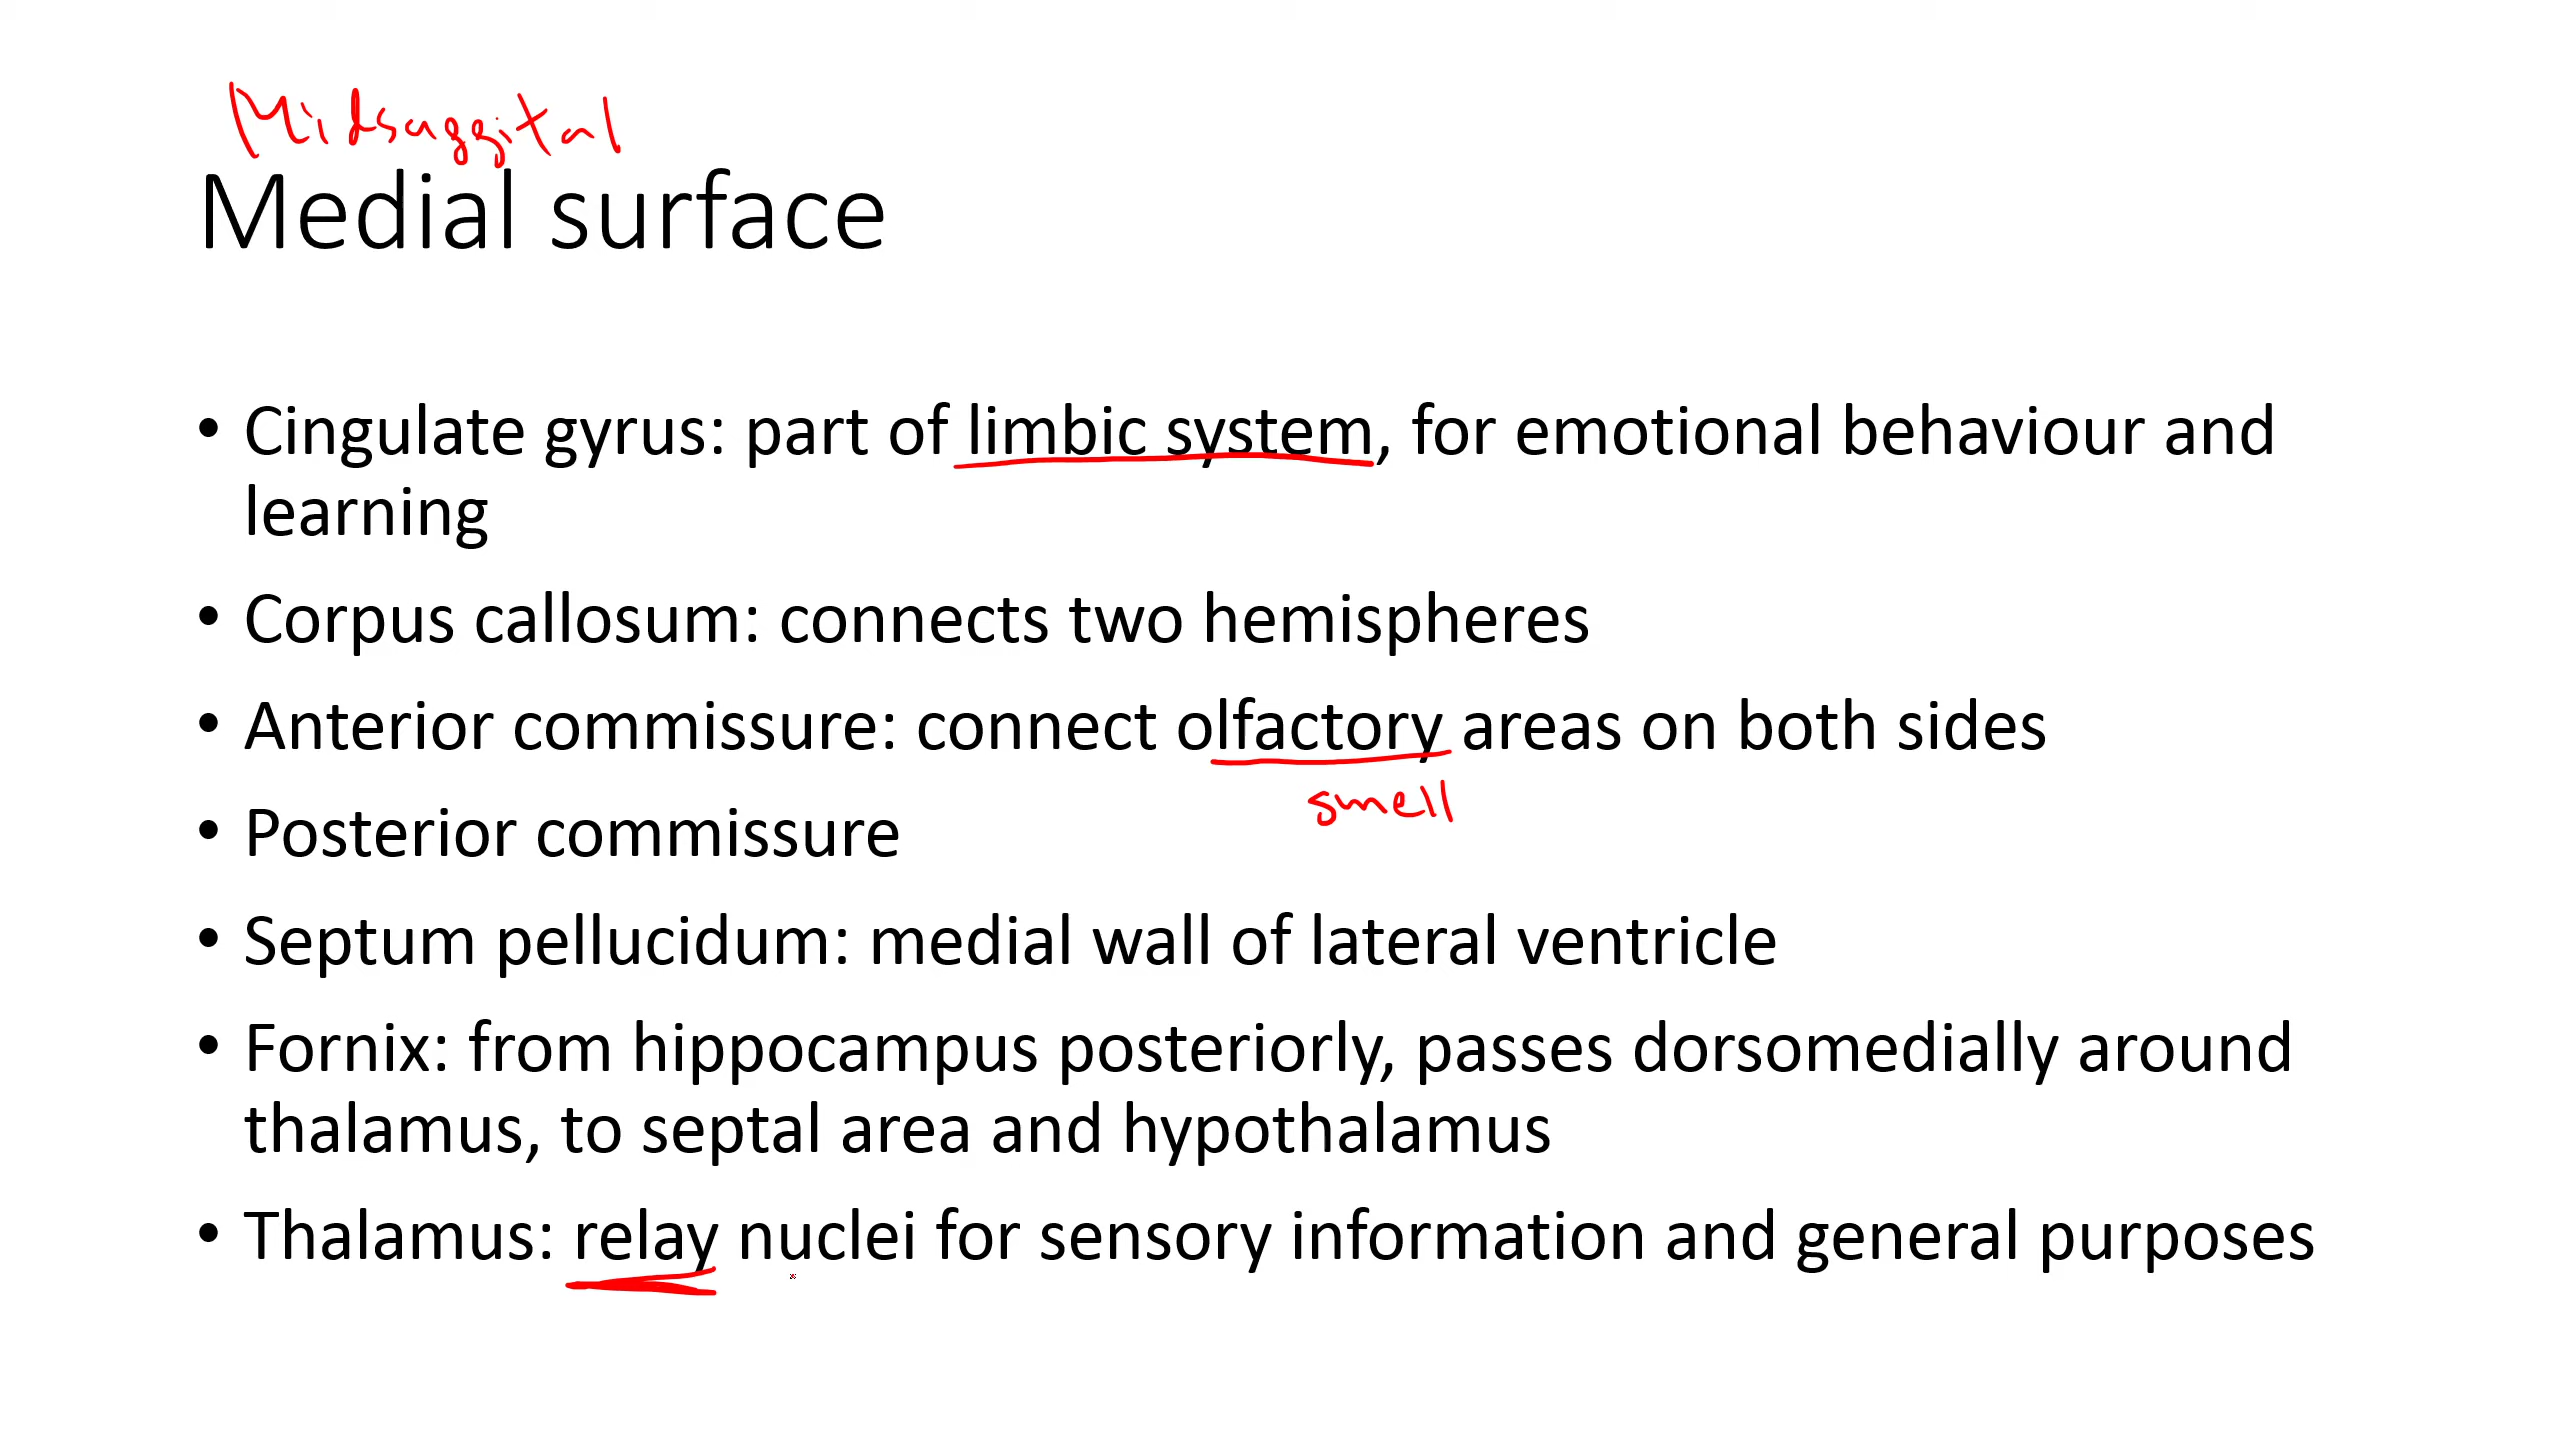 Midsaggital
Medial surface
• Cingulate gyrus: part of limbic system, for emotional behaviour and
learning
• Corpus callosum: connects two hemispheres
• Anterior commissure: connect olfactory areas on both sides
smell
• Posterior commissure
• Septum pellucidum: medial wall of lateral ventricle
• Fornix: from hippocampus posteriorly, passes dorsomedially around
thalamus, to septal area and hypothalamus
• Thalamus: relay nuclei for sensory information and general purposes